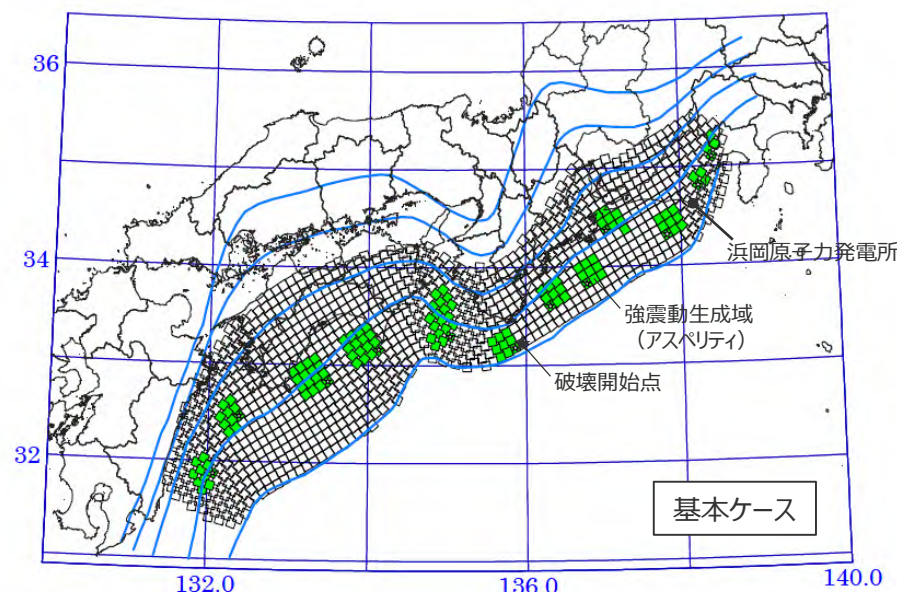 36
34
32
浜岡原子力発電所
強震動生成域
（アスペリティ）
破壊開始点
基本ケース
132.0
136.0
140.0